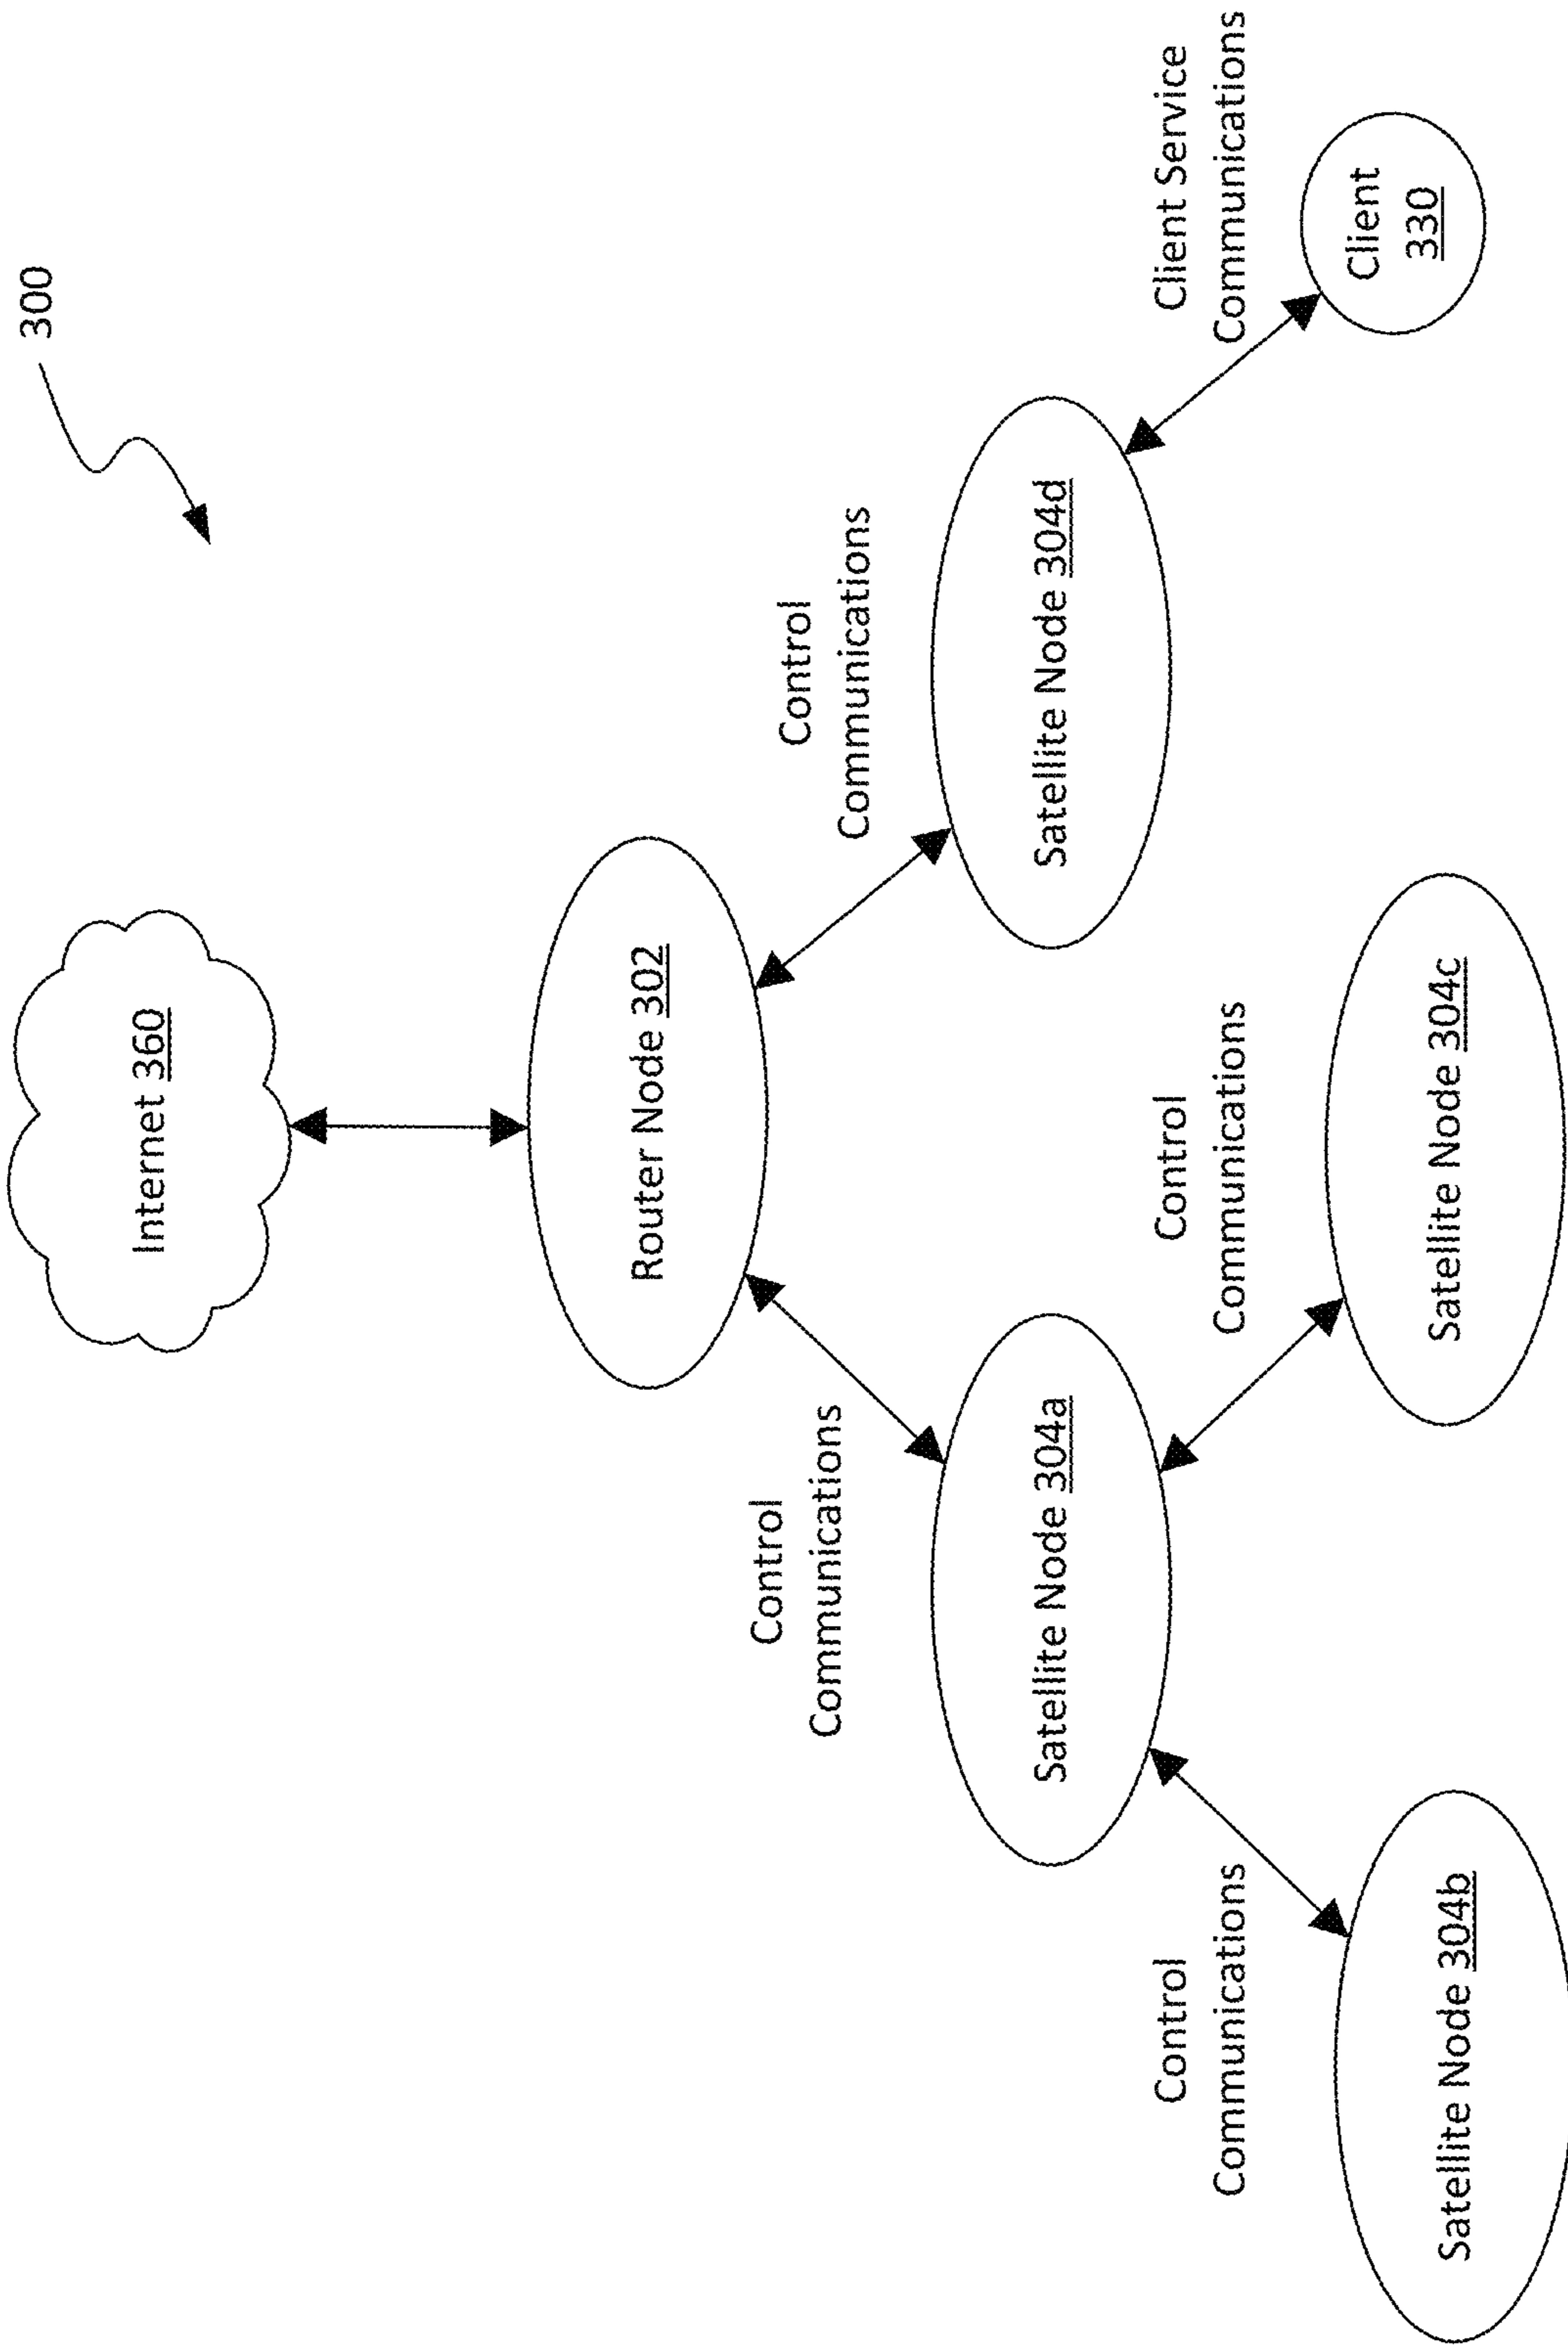 300
Internet 360
Router Node 302
Control
Communications
Control
Communications
Satellite Node 304a
Satellite Node 304d
Control
Communications
Control
Communications
Client Service
Communications
Satellite Node 304b
Satellite Node 304c
Client
330